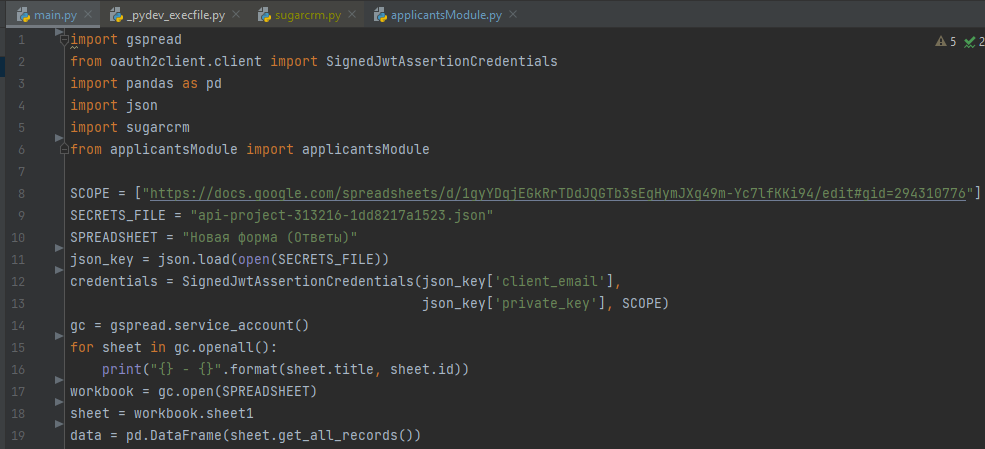 main.py _pydev_execfile.py sugarcrm.py applicantsModule.py
1 import gspread 5 2
2 from oauth2client.client import SignedJwtAssertionCredentials
3 import pandas as pd
4 import json
5 import sugarcrm
6 from applicantsModule import applicantsModule
7
8 SCOPE = ["https://docs.google.com/spreadsheets/d/1qyYDqjEGkRrTDdJQGTb3sEqHymJXq49m-Yc7lfKKi94/edit#gid=294310776"]
9 SECRETS_FILE = "api-project-313216-1dd8217a1523.json"
10 SPREADSHEET = "Новая форма (Ответы)"
11 json_key = json.load(open(SECRETS_FILE))
12 credentials = SignedJwtAssertionCredentials(json_key['client_email'],
13 json_key['private_key'], SCOPE)
14 gc = gspread.service_account()
15 for sheet in gc.openall():
16 print("{} - {}".format(sheet.title, sheet.id))
17 workbook = gc.open(SPREADSHEET)
18 sheet = workbook.sheet1
19 data = pd.DataFrame(sheet.get_all_records())